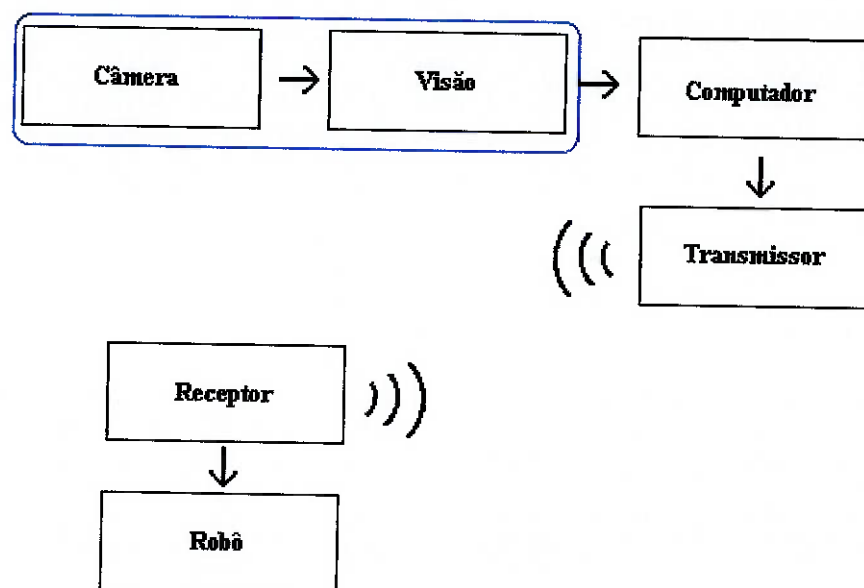 Câmera
Visão
Computador
Transmissor
Receptor
Robô